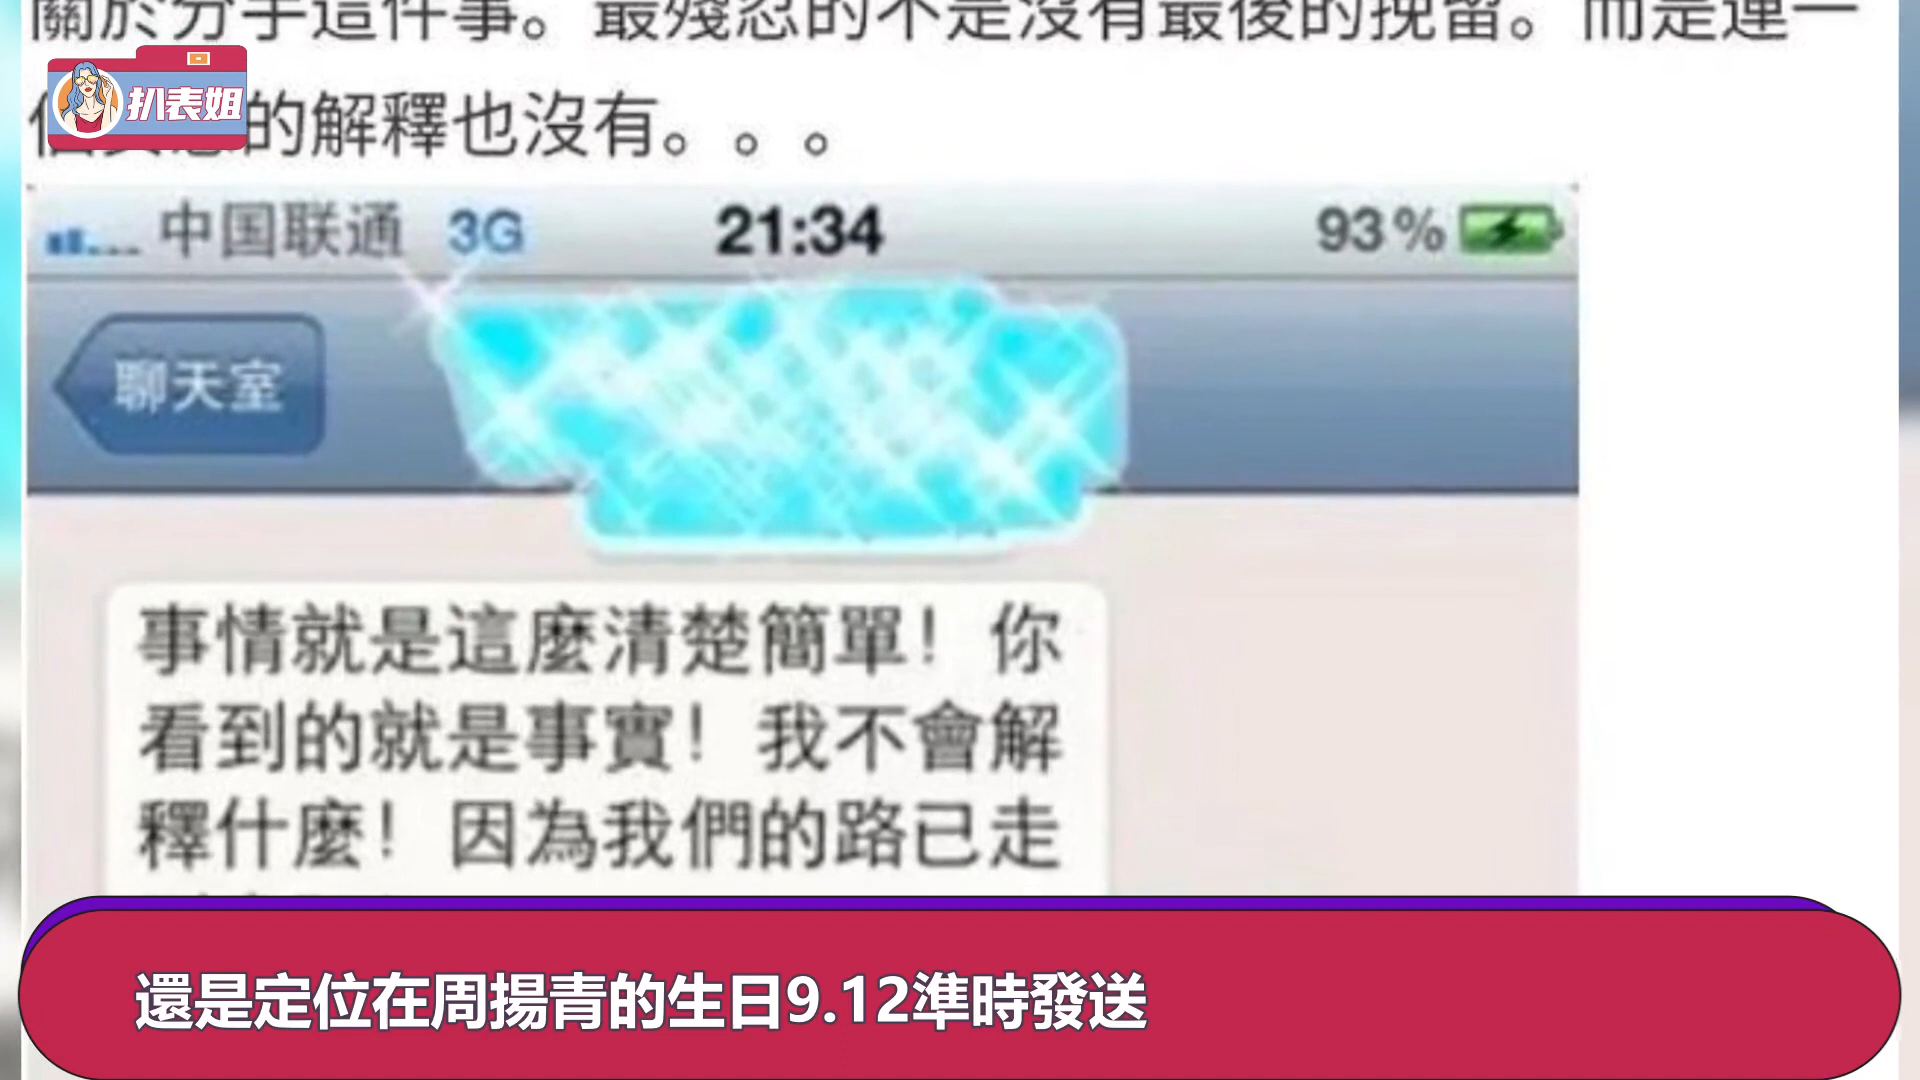 關於分手這件事。最殘忍的不是沒有最後的挽留。而是連一
的解釋也沒有。。。
扒表姐
中国联通 3G 21:34 93%
聊天室
事情就是這麼清楚簡單！你
看到的就是事實！我不會解
釋什麼！因為我們的路已走
還是定位在周揚青的生日9.12準時發送